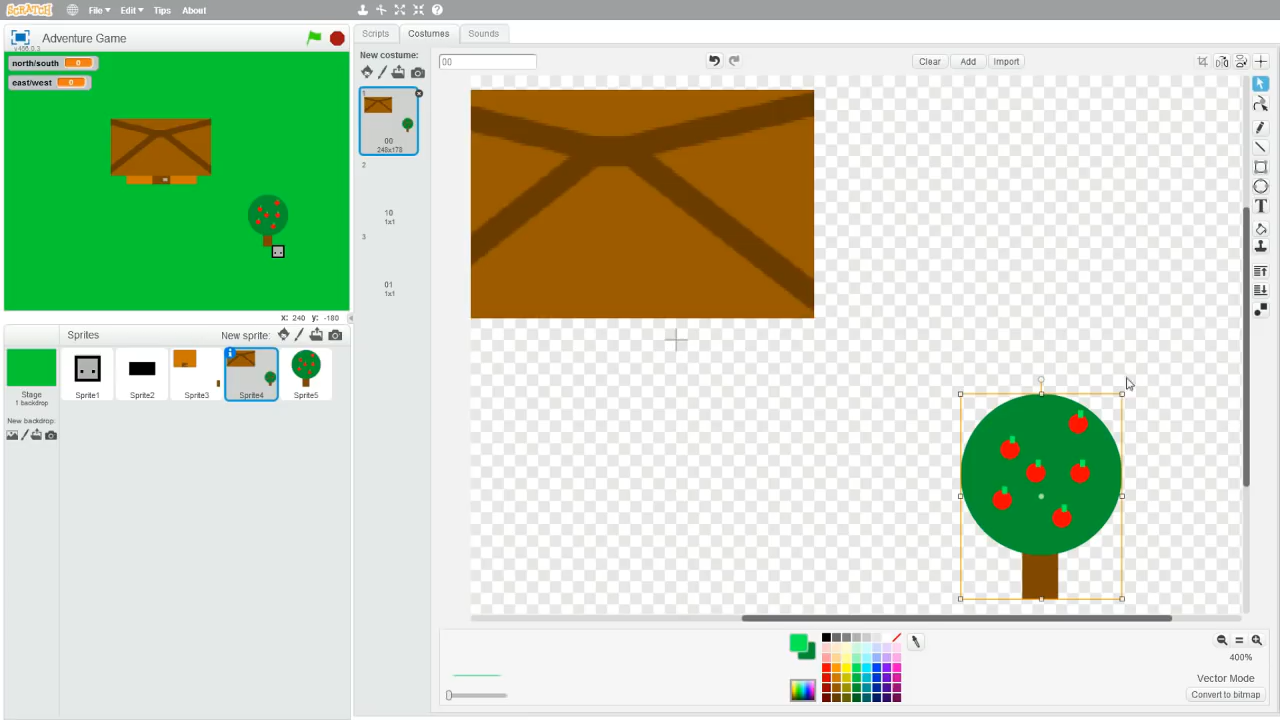 SCRATCH File Edit Tips About
v456.0.3
Adventure Game
north/south 0
east/west 0
x: 240 y: -180
Sprites New sprite:
Stage
1 backdrop
New backdrop:
Sprite1 Sprite2 Sprite3 Sprite4 Sprite5
Scripts Costumes Sounds
New costume:
1
00
248x178
2
10
1x1
3
01
1x1
00
Clear Add Import
T
400%
Vector Mode
Convert to bitmap